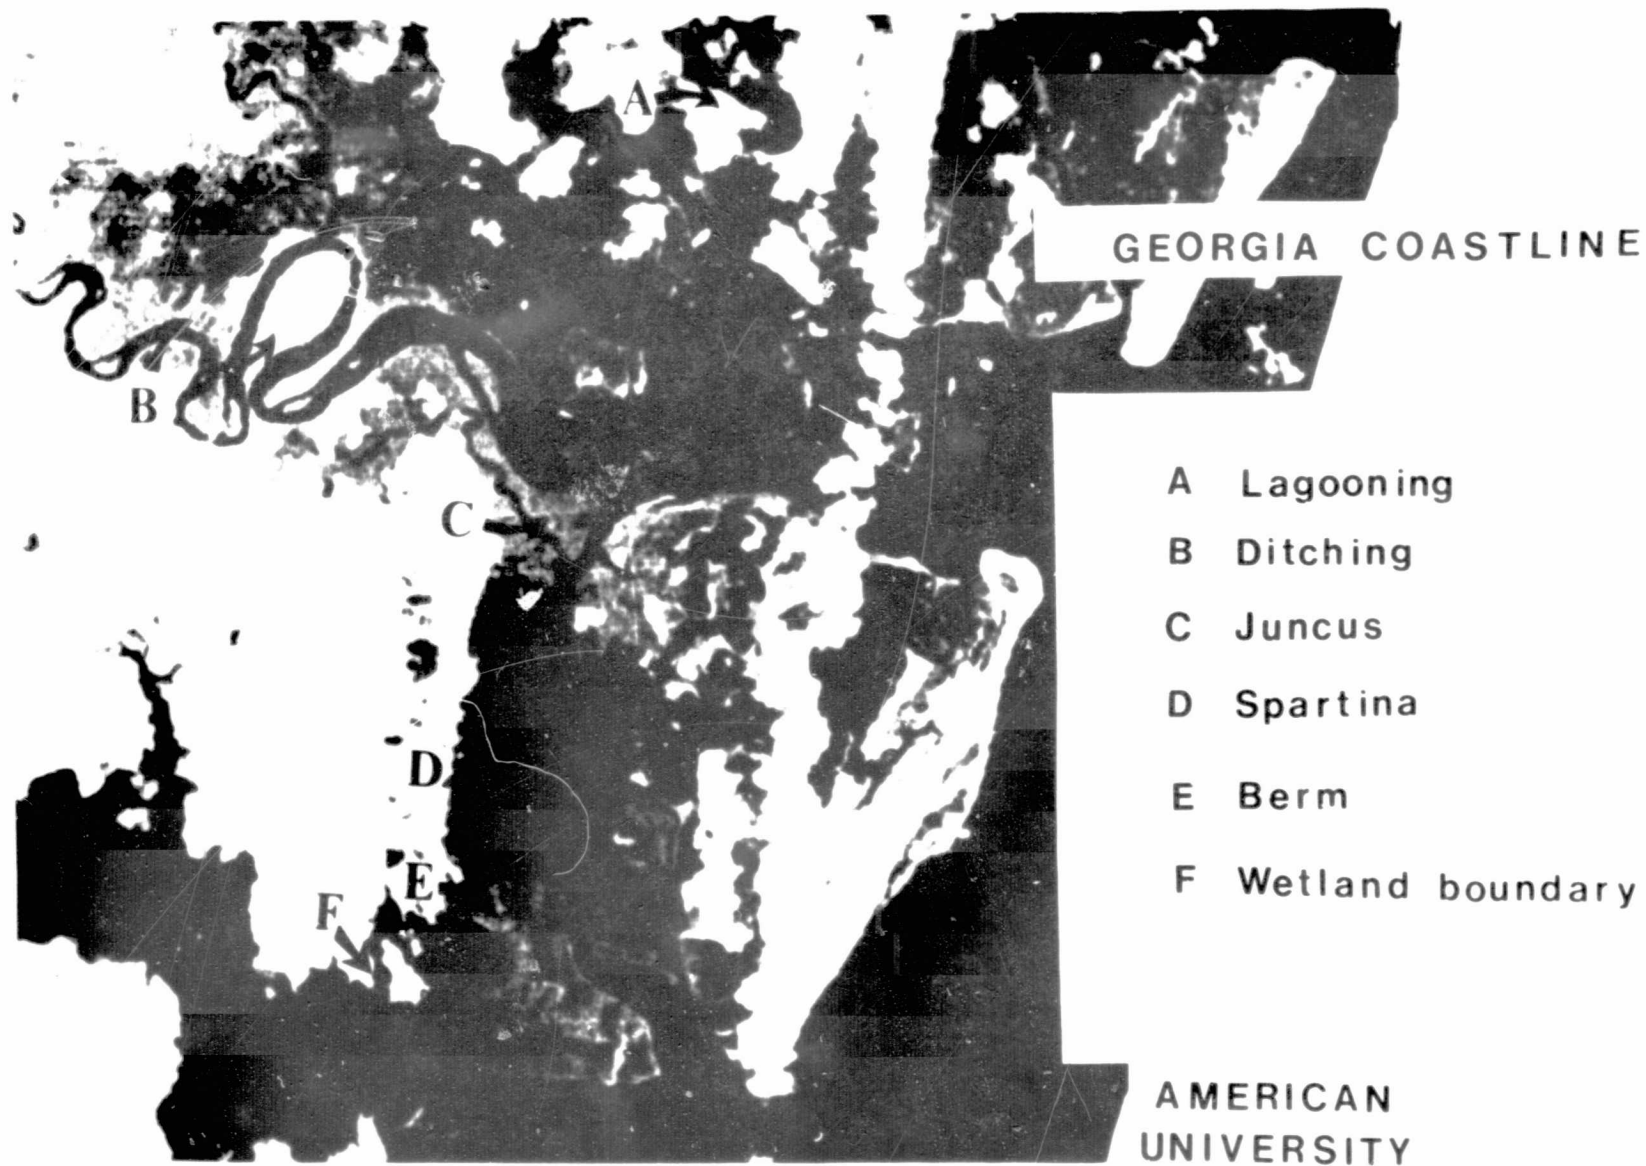 A
GEORGIA COASTLINE
B
A Lagooning
C
B Ditching
C Juncus
D Spartina
D
E Berm
E
F Wetland boundary
F
AMERICAN
UNIVERSITY